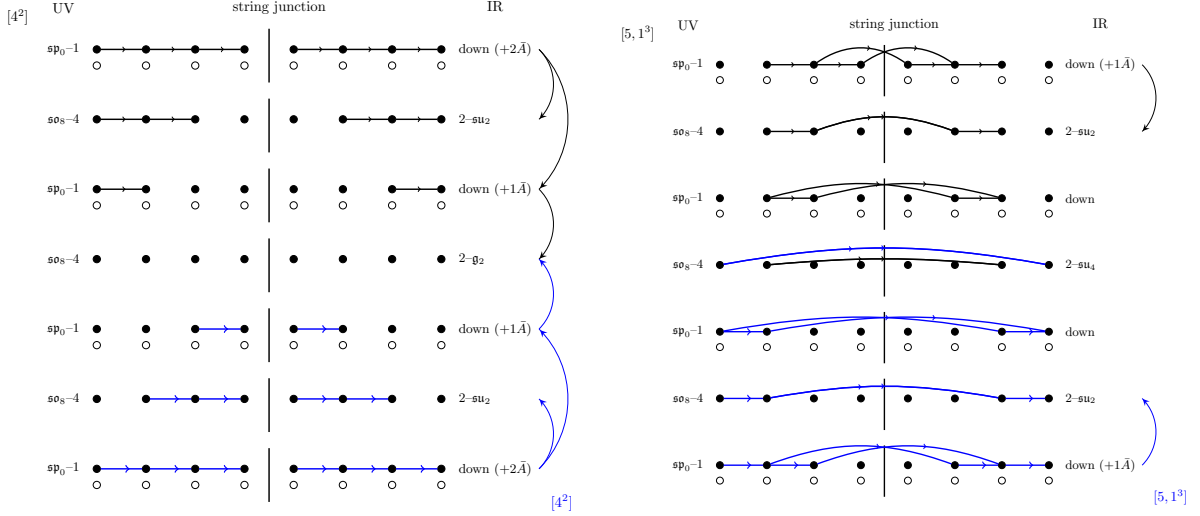 [4²] UV string junction IR
𝔰𝔭₀–1 down (+2Ā)
𝔰𝔬₈–4 2–𝔰𝔲₂
𝔰𝔭₀–1 down (+1Ā)
𝔰𝔬₈–4 2–𝔤₂
𝔰𝔭₀–1 down (+1Ā)
𝔰𝔬₈–4 2–𝔰𝔲₂
𝔰𝔭₀–1 down (+2Ā)
[4²]
[5, 1³] UV string junction IR
𝔰𝔭₀–1 down (+1Ā)
𝔰𝔬₈–4 2–𝔰𝔲₂
𝔰𝔭₀–1 down
𝔰𝔬₈–4 2–𝔰𝔲₄
𝔰𝔭₀–1 down
𝔰𝔬₈–4 2–𝔰𝔲₂
𝔰𝔭₀–1 down (+1Ā)
[5, 1³]